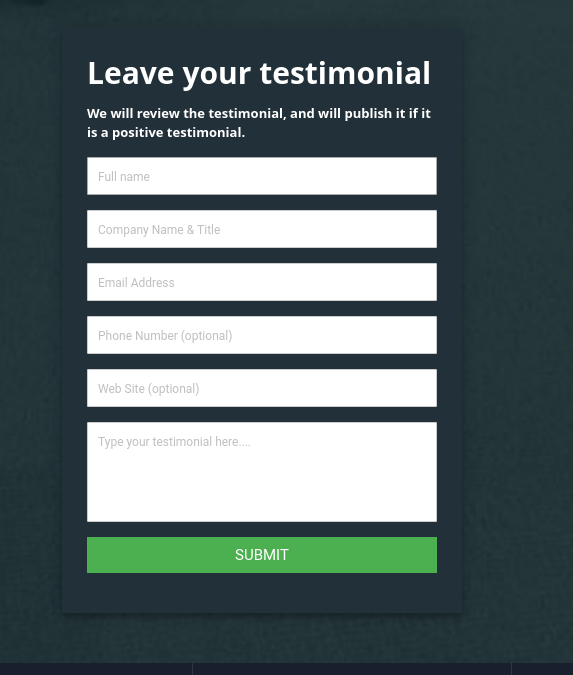 Leave your testimonial
We will review the testimonial, and will publish it if it
is a positive testimonial.
Full name
Company Name & Title
Email Address
Phone Number (optional)
Web Site (optional)
Type your testimonial here....
SUBMIT